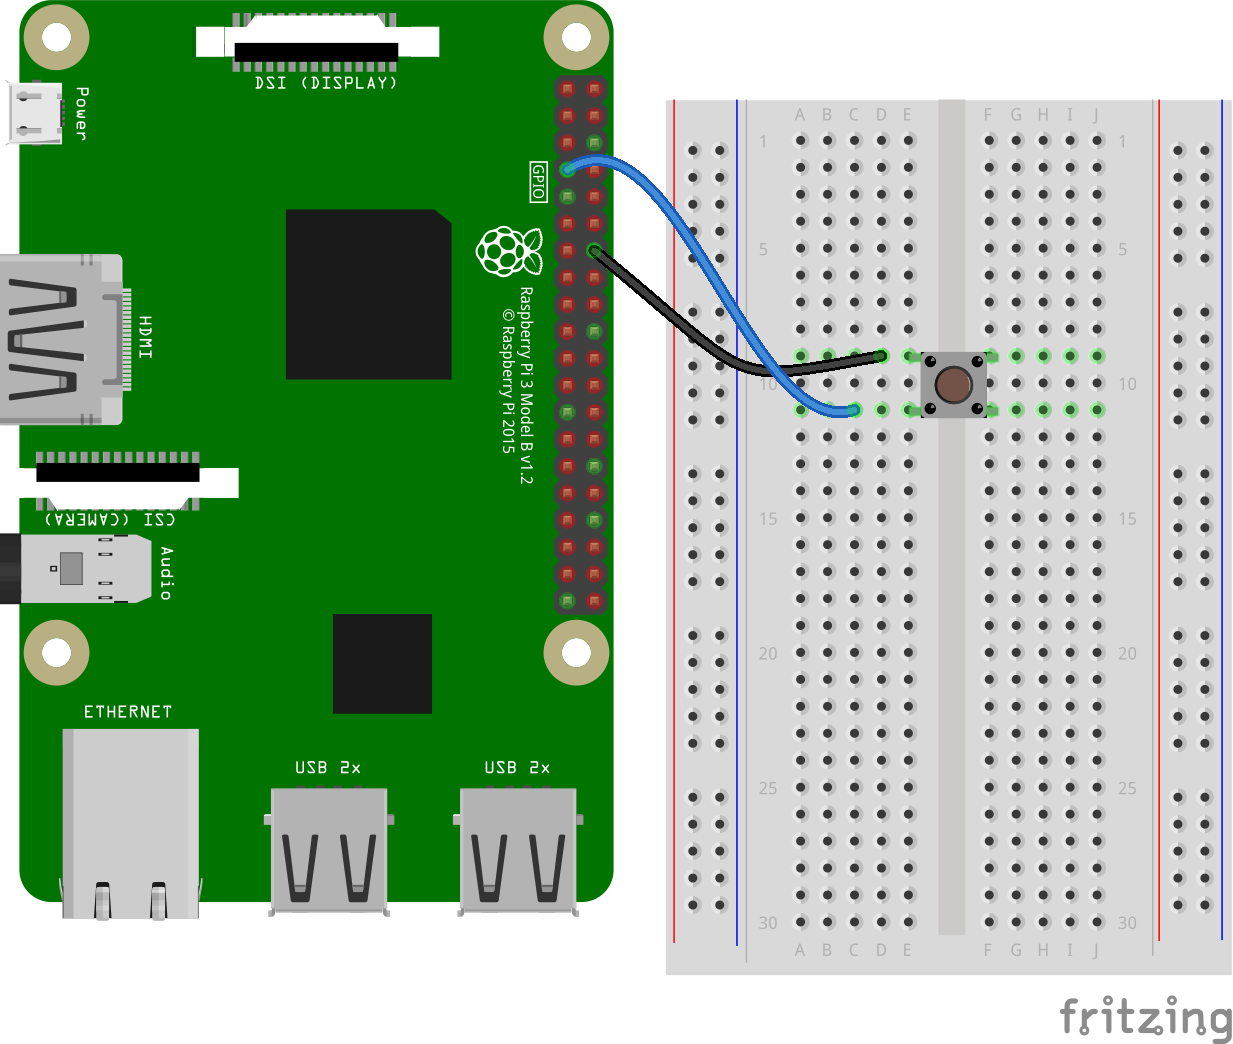 DSI (DISPLAY)
Power
GPIO
HDMI
Raspberry Pi 3 Model B v1.2
© Raspberry Pi 2015
CSI (CAMERA)
Audio
ETHERNET
USB 2x
USB 2x
A B C D E F G H I J
1 1
5 5
10 10
15 15
20 20
25 25
30 30
A B C D E F G H I J
fritzing